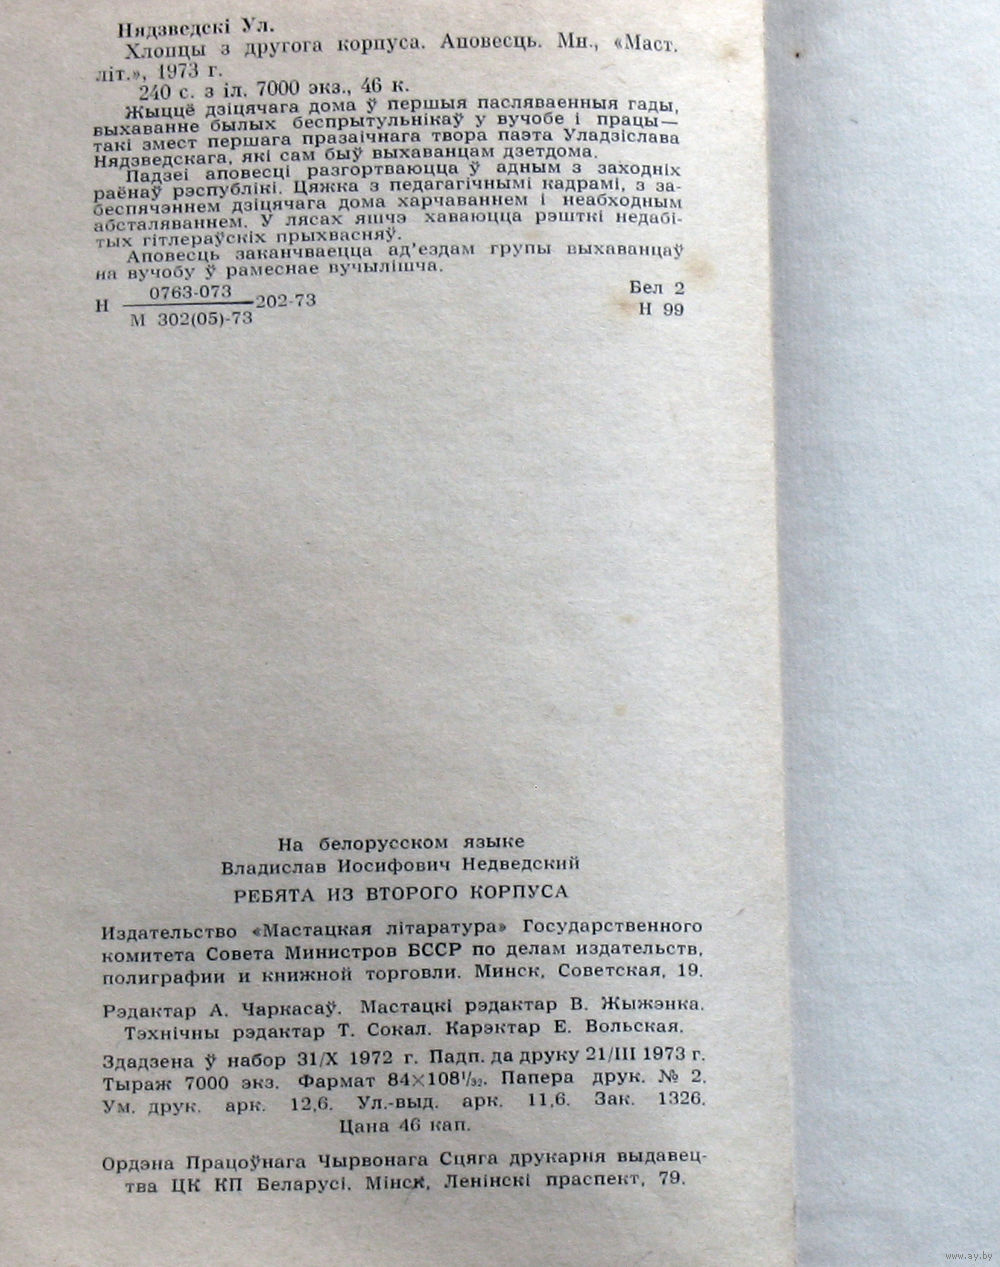 Нядзведскі Ул.
Хлопцы з другога корпуса. Аповесць. Мн., «Маст.
літ.», 1973 г.
240 с. з іл. 7000 экз., 46 к.
Жыццё дзіцячага дома ў першыя пасляваенныя гады,
выхаванне былых беспрытульнікаў у вучобе і працы —
такі змест першага празаічнага твора паэта Уладзіслава
Нядзведскага, які сам быў выхаванцам дзетдома.
Падзеі аповесці разгортваюцца ў адным з заходніх
раёнаў рэспублікі. Цяжка з педагагічнымі кадрамі, з за-
беспячэннем дзіцячага дома харчаваннем і неабходным
абсталяваннем. У лясах яшчэ хаваюцца рэшткі недабі-
тых гітлераўскіх прыхвасняў.
Аповесць заканчваецца ад'ездам групы выхаванцаў
на вучобу ў рамеснае вучылішча.
Н 0763-073 202-73
М 302(05)-73
Бел 2
Н 99
На белорусском языке
Владислав Иосифович Недведский
РЕБЯТА ИЗ ВТОРОГО КОРПУСА
Издательство «Мастацкая літаратура» Государственного
комитета Совета Министров БССР по делам издательств,
полиграфии и книжной торговли. Минск, Советская, 19.
Рэдактар А. Чаркасаў. Мастацкі рэдактар В. Жыжэнка.
Тэхнічны рэдактар Т. Сокал. Карэктар Е. Вольская.
Здадзена ў набор 31/X 1972 г. Падп. да друку 21/III 1973 г.
Тыраж 7000 экз. Фармат 84×108¹/₃₂. Папера друк. № 2.
Ум. друк. арк. 12,6. Ул.-выд. арк. 11,6. Зак. 1326.
Цана 46 кап.
Ордэна Працоўнага Чырвонага Сцяга друкарня выдавец-
тва ЦК КП Беларусі. Мінск, Ленінскі праспект, 79.
www.ay.by